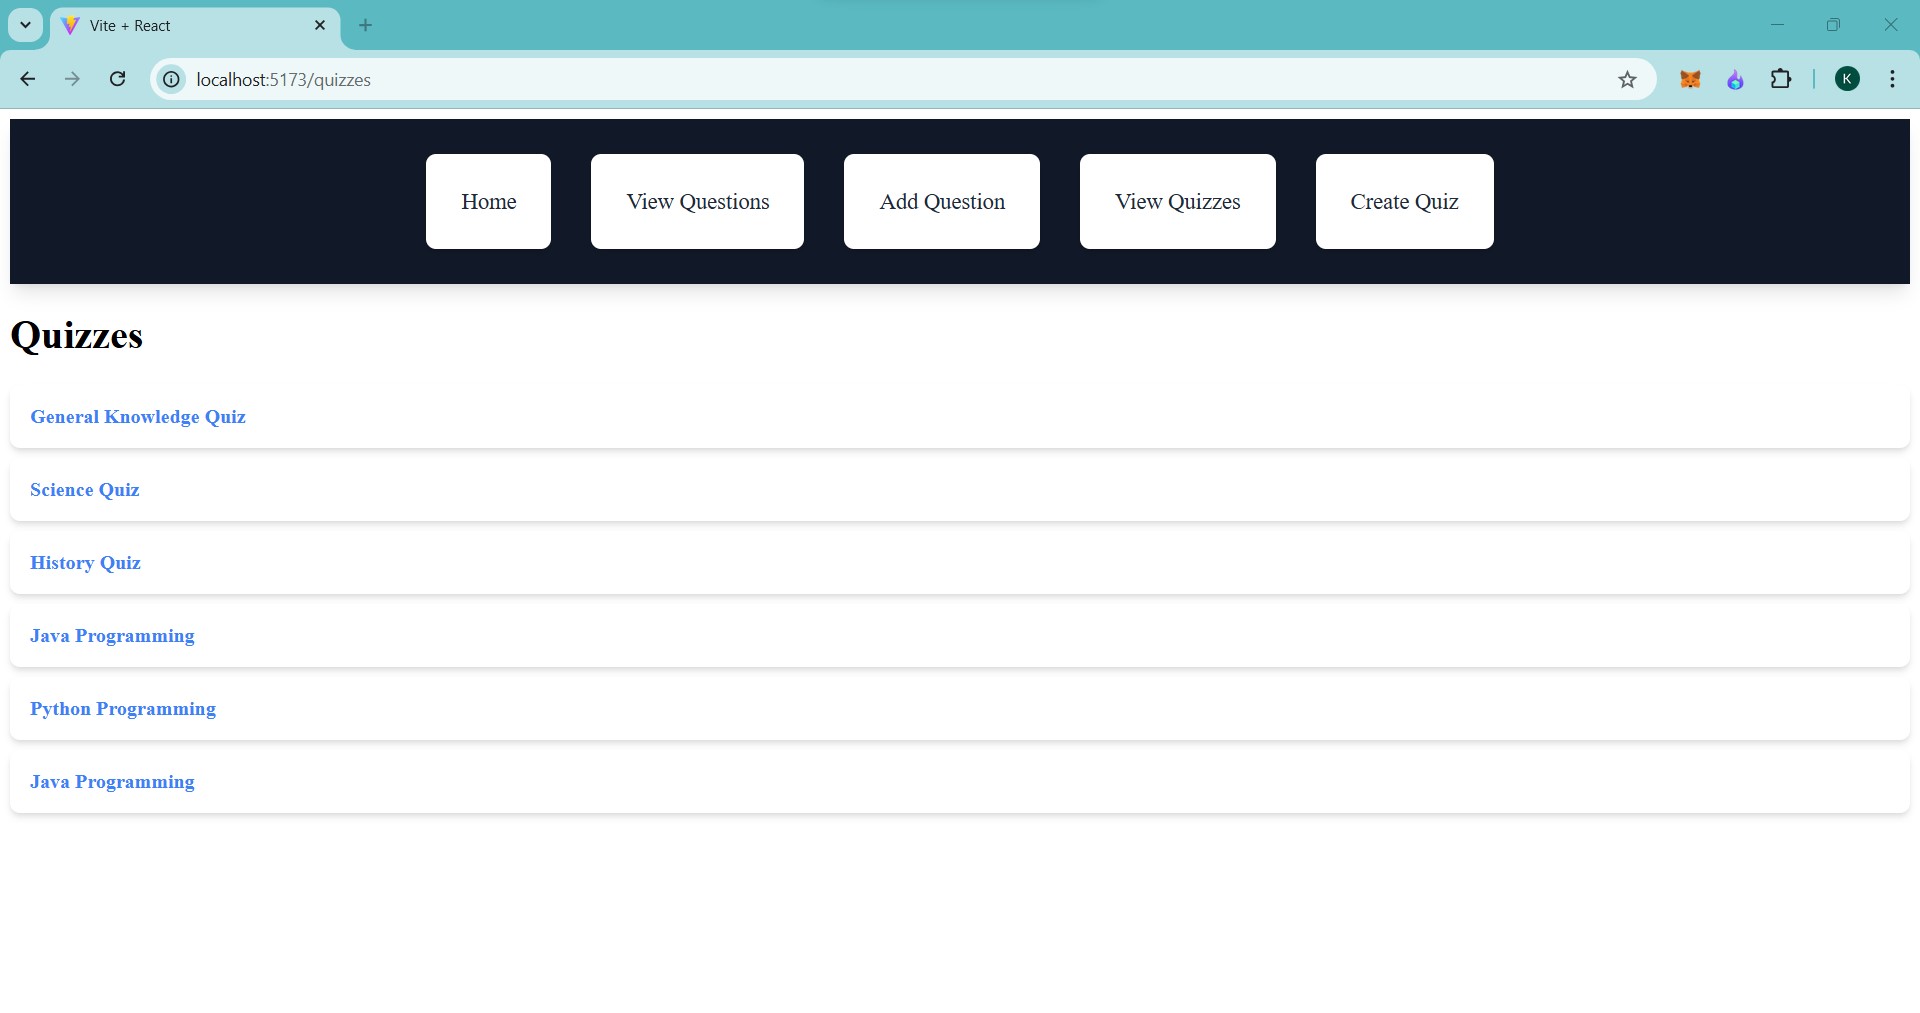 Vite + React
localhost:5173/quizzes
K
Home
View Questions
Add Question
View Quizzes
Create Quiz
Quizzes
General Knowledge Quiz
Science Quiz
History Quiz
Java Programming
Python Programming
Java Programming